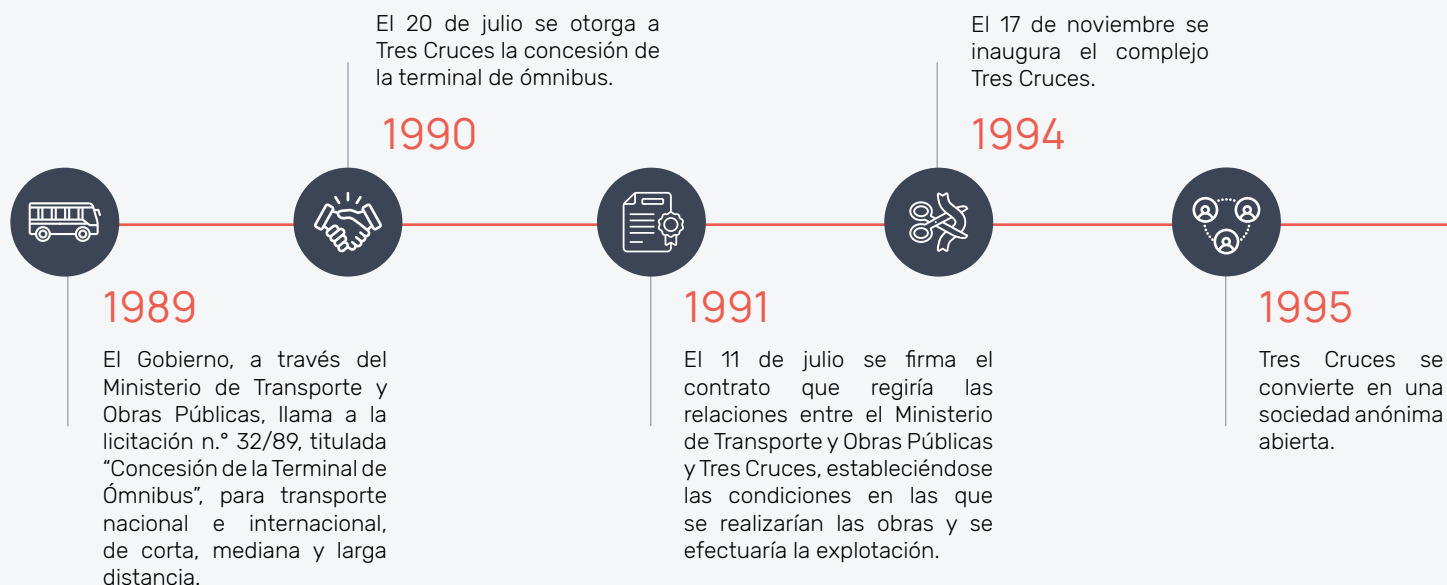 1989
El Gobierno, a través del
Ministerio de Transporte y
Obras Públicas, llama a la
licitación n.° 32/89, titulada
“Concesión de la Terminal de
Ómnibus”, para transporte
nacional e internacional,
de corta, mediana y larga
distancia.
El 20 de julio se otorga a
Tres Cruces la concesión de
la terminal de ómnibus.
1990
1991
El 11 de julio se firma el
contrato que regiría las
relaciones entre el Ministerio
de Transporte y Obras Públicas
y Tres Cruces, estableciéndose
las condiciones en las que
se realizarían las obras y se
efectuaría la explotación.
El 17 de noviembre se
inaugura el complejo
Tres Cruces.
1994
1995
Tres Cruces se
convierte en una
sociedad anónima
abierta.